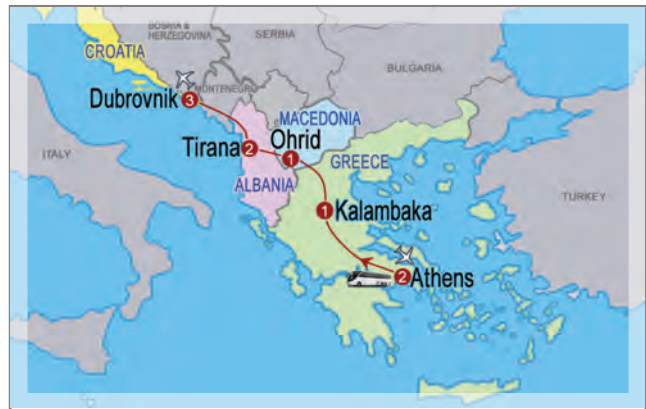 BOSNIA &
HERZEGOVINA
SERBIA
CROATIA
BULGARIA
MONTENEGRO
Dubrovnik 3
MACEDONIA
Tirana 2
Ohrid
1
ITALY
GREECE
ALBANIA
TURKEY
1 Kalambaka
2 Athens